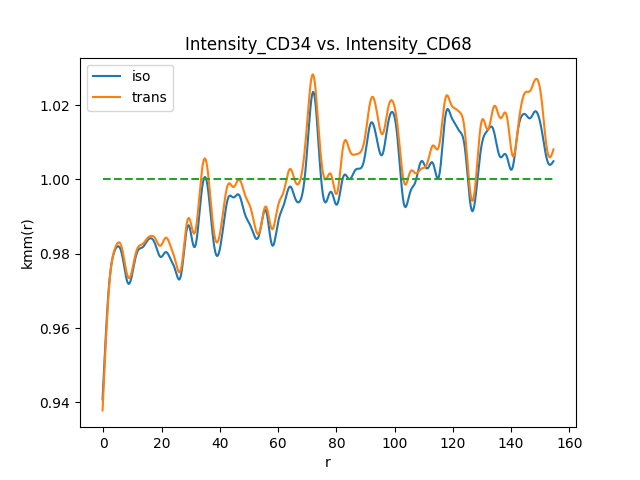 Intensity_CD34 vs. Intensity_CD68
iso
trans
1.02
1.00
0.98
0.96
0.94
kmm(r)
0 20 40 60 80 100 120 140 160
r